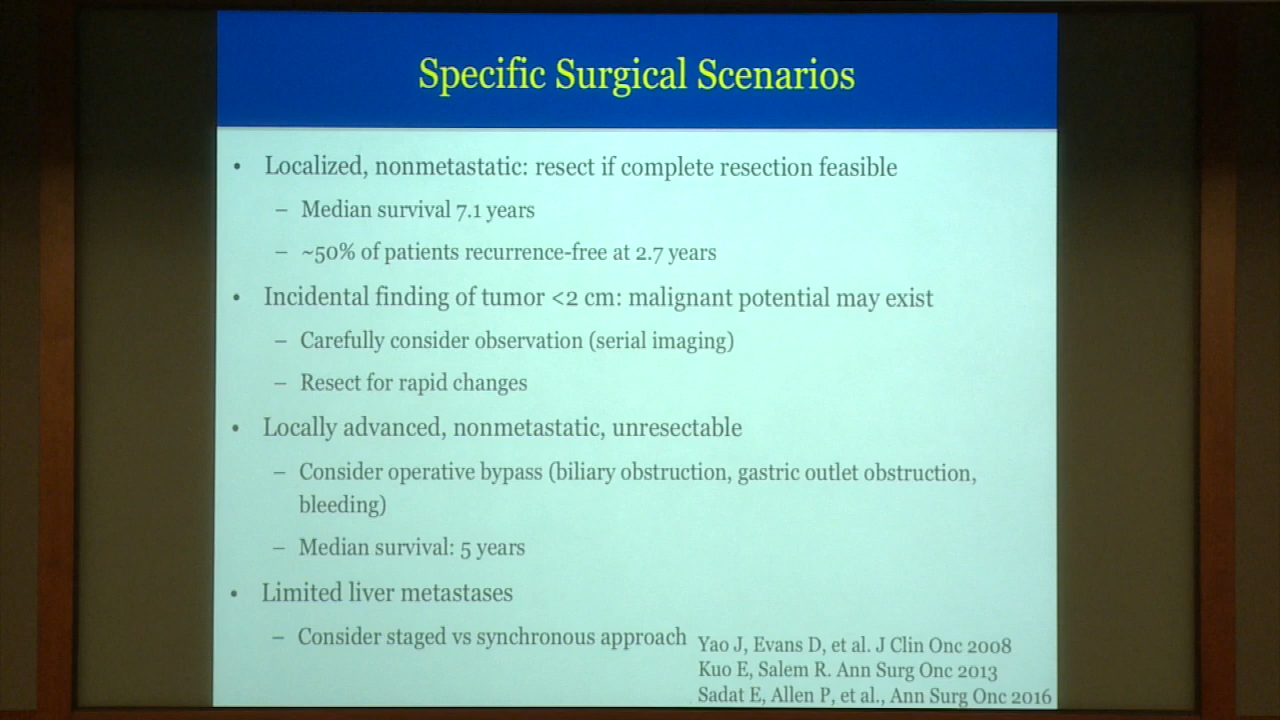 Specific Surgical Scenarios
• Localized, nonmetastatic: resect if complete resection feasible
– Median survival 7.1 years
– ~50% of patients recurrence-free at 2.7 years
• Incidental finding of tumor <2 cm: malignant potential may exist
– Carefully consider observation (serial imaging)
– Resect for rapid changes
• Locally advanced, nonmetastatic, unresectable
– Consider operative bypass (biliary obstruction, gastric outlet obstruction,
bleeding)
– Median survival: 5 years
• Limited liver metastases
– Consider staged vs synchronous approach
Yao J, Evans D, et al. J Clin Onc 2008
Kuo E, Salem R. Ann Surg Onc 2013
Sadat E, Allen P, et al., Ann Surg Onc 2016